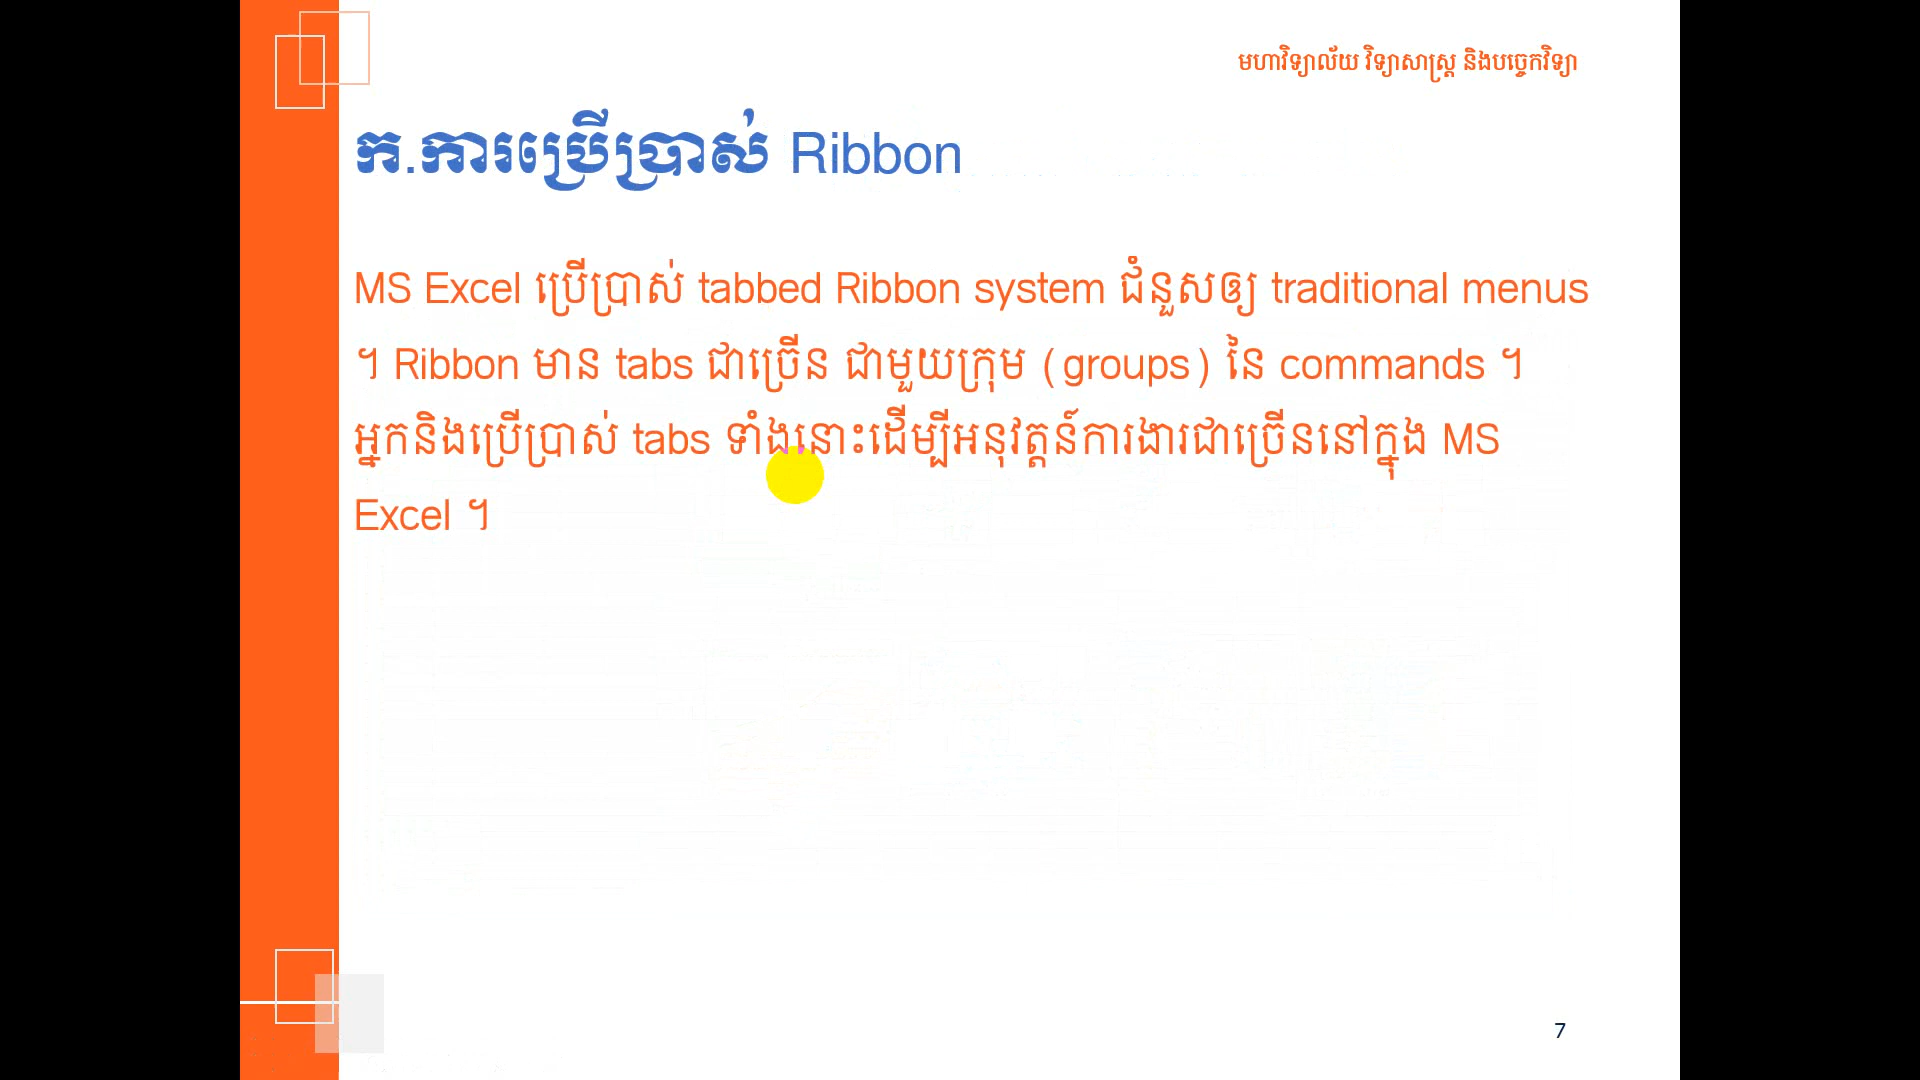 មហាវិទ្យាល័យ វិទ្យាសាស្ត្រ និងបច្ចេកវិទ្យា
ក.ការប្រើប្រាស់ Ribbon
MS Excel ប្រើប្រាស់ tabbed Ribbon system ជំនួសឲ្យ traditional menus
។ Ribbon មាន tabs ជាច្រើន ជាមួយក្រុម (groups) នៃ commands ។
អ្នកនិងប្រើប្រាស់ tabs ទាំងនោះដើម្បីអនុវត្តន៍ការងារជាច្រើននៅក្នុង MS
Excel ។
7